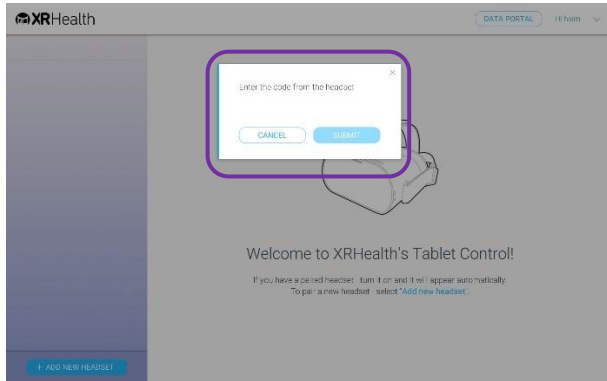 XRHealth
DATA PORTAL
Enter the code from the headset
CANCEL
SUBMIT
Welcome to XRHealth's Tablet Control!
If you have a paired headset - turn it on and it will appear automatically.
To pair a new headset - select "Add new headset".
+ ADD NEW HEADSET